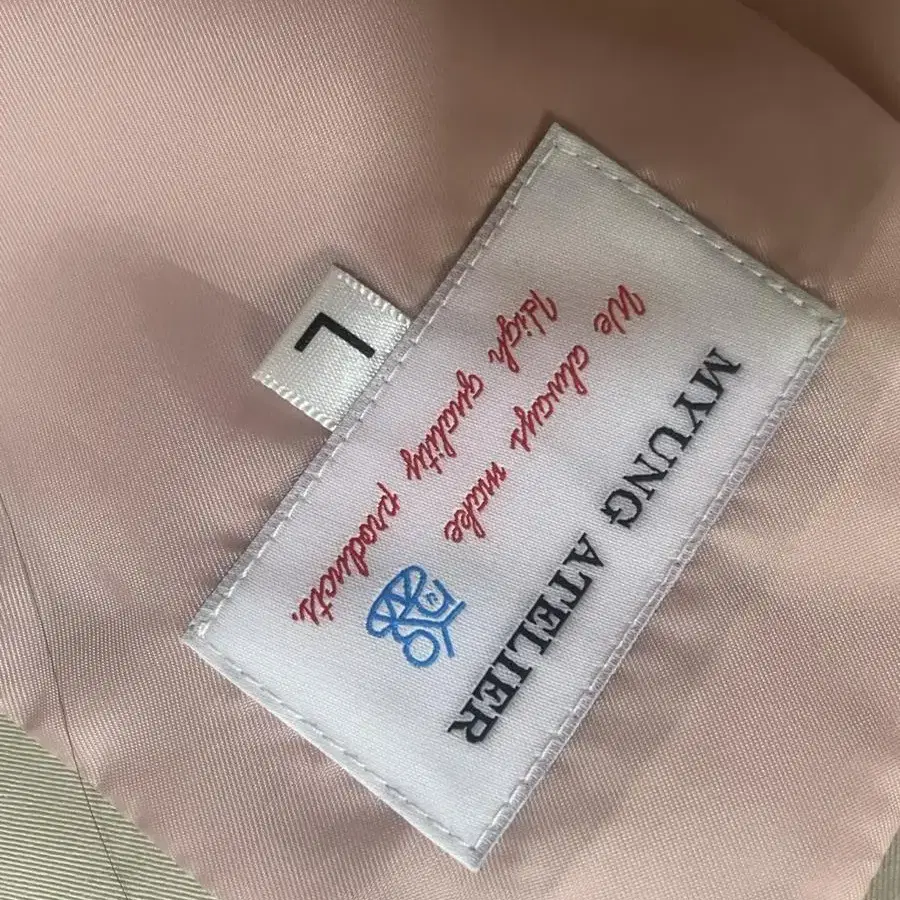 MYUNG ATELIER
We always make
High quality products.
L